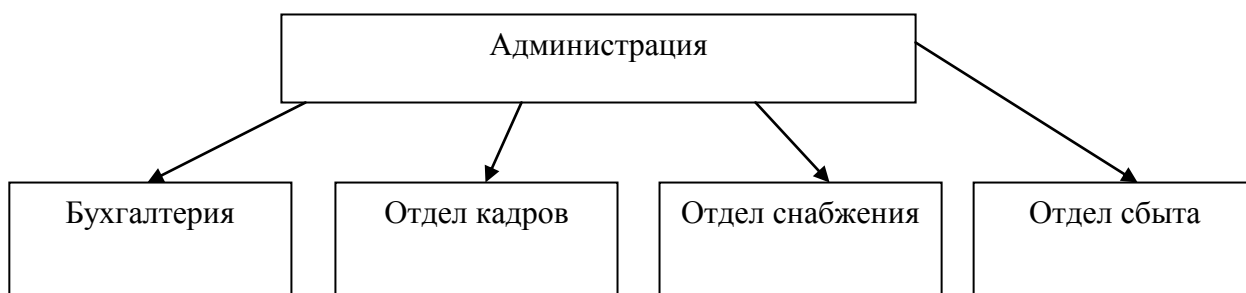 Администрация
Бухгалтерия
Отдел кадров
Отдел снабжения
Отдел сбыта